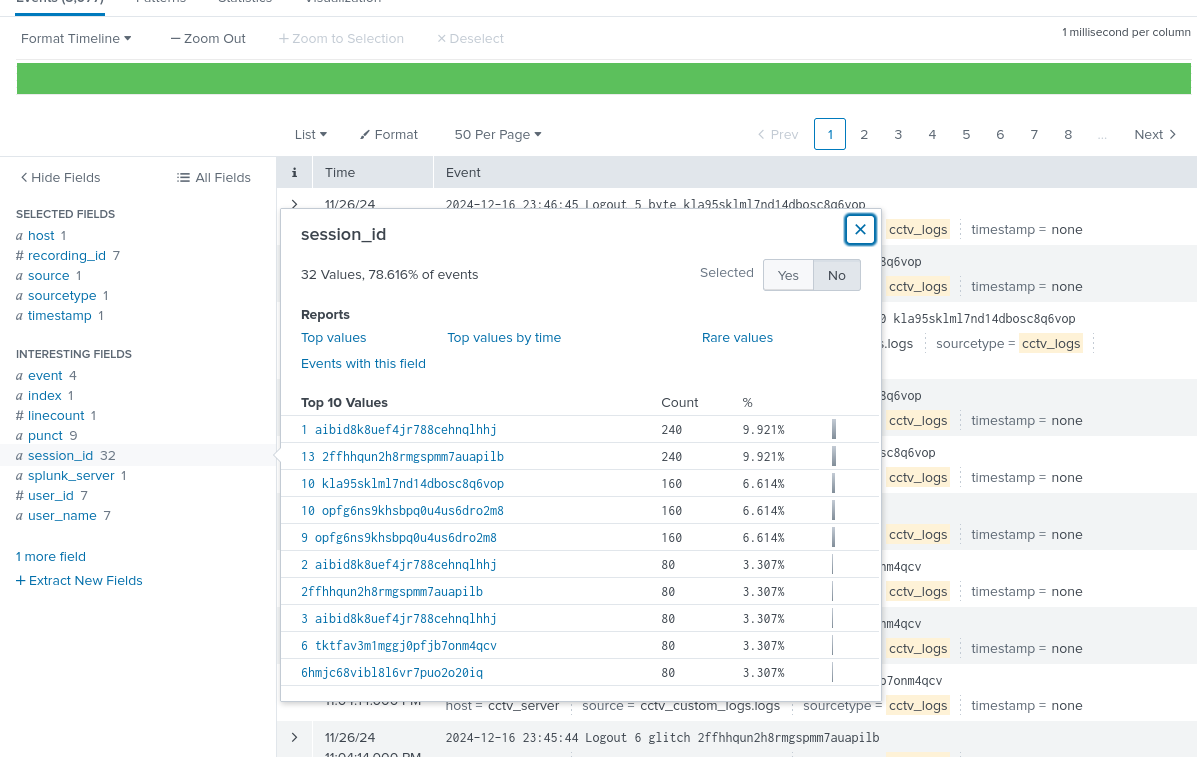 Format Timeline — Zoom Out + Zoom to Selection × Deselect 1 millisecond per column
List Format 50 Per Page < Prev 1 2 3 4 5 6 7 8 ... Next >
< Hide Fields All Fields
i Time Event
SELECTED FIELDS
a host 1
# recording_id 7
a source 1
a sourcetype 1
a timestamp 1
INTERESTING FIELDS
a event 4
a index 1
# linecount 1
a punct 9
a session_id 32
a splunk_server 1
# user_id 7
a user_name 7
1 more field
+ Extract New Fields
> 11/26/24 2024-12-16 23:46:45 Logout 5 byte kla95sklml7nd14dbosc8q6vop
cctv_logs timestamp = none
8q6vop
cctv_logs timestamp = none
kla95sklml7nd14dbosc8q6vop
s.logs sourcetype = cctv_logs
8q6vop
cctv_logs timestamp = none
sc8q6vop
cctv_logs timestamp = none
cctv_logs timestamp = none
nm4qcv
cctv_logs timestamp = none
nm4qcv
cctv_logs timestamp = none
b7onm4qcv
session_id ×
32 Values, 78.616% of events Selected Yes No
Reports
Top values Top values by time Rare values
Events with this field
Top 10 Values Count %
1 aibid8k8uef4jr788cehnqlhhj 240 9.921%
13 2ffhhqun2h8rmgspmm7auapilb 240 9.921%
10 kla95sklml7nd14dbosc8q6vop 160 6.614%
10 opfg6ns9khsbpq0u4us6dro2m8 160 6.614%
9 opfg6ns9khsbpq0u4us6dro2m8 160 6.614%
2 aibid8k8uef4jr788cehnqlhhj 80 3.307%
2ffhhqun2h8rmgspmm7auapilb 80 3.307%
3 aibid8k8uef4jr788cehnqlhhj 80 3.307%
6 tktfav3m1mggj0pfjb7onm4qcv 80 3.307%
6hmjc68vibl8l6vr7puo2o20iq 80 3.307%
host = cctv_server source = cctv_custom_logs.logs sourcetype = cctv_logs timestamp = none
> 11/26/24 2024-12-16 23:45:44 Logout 6 glitch 2ffhhqun2h8rmgspmm7auapilb